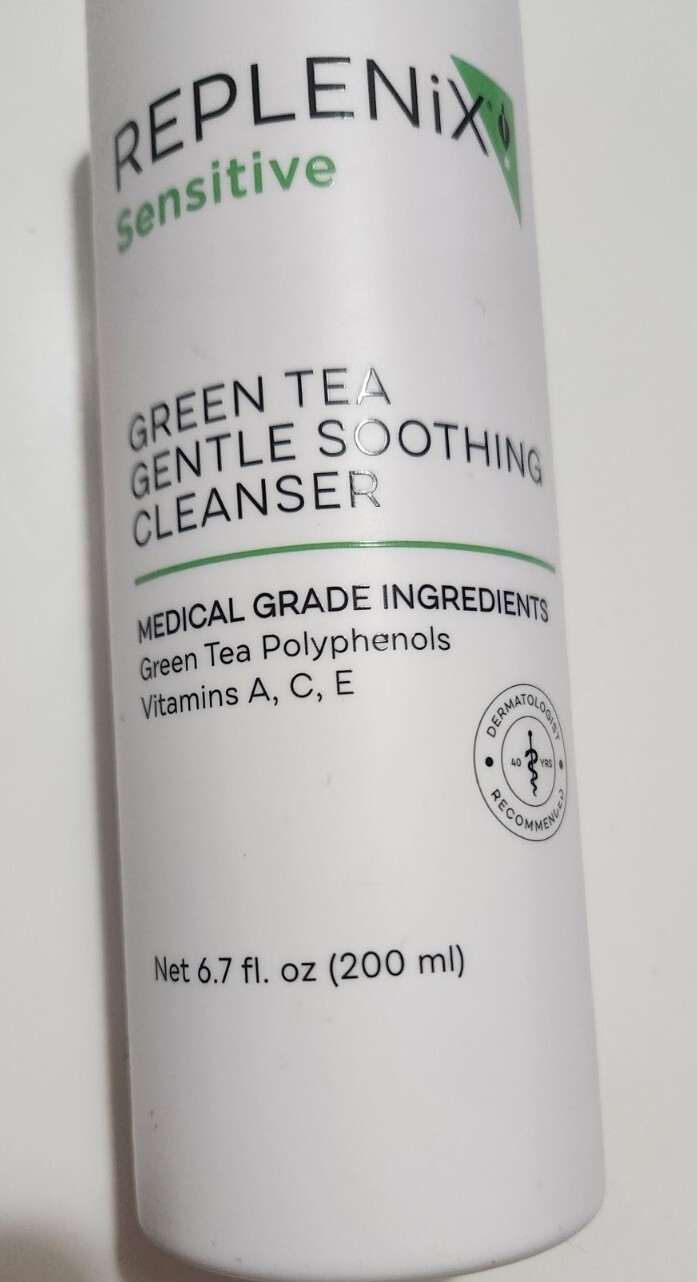 REPLENiX
Sensitive
GREEN TEA
GENTLE SOOTHING
CLEANSER
MEDICAL GRADE INGREDIENTS
Green Tea Polyphenols
Vitamins A, C, E
DERMATOLOGIST
40 YRS
RECOMMENDED
Net 6.7 fl. oz (200 ml)